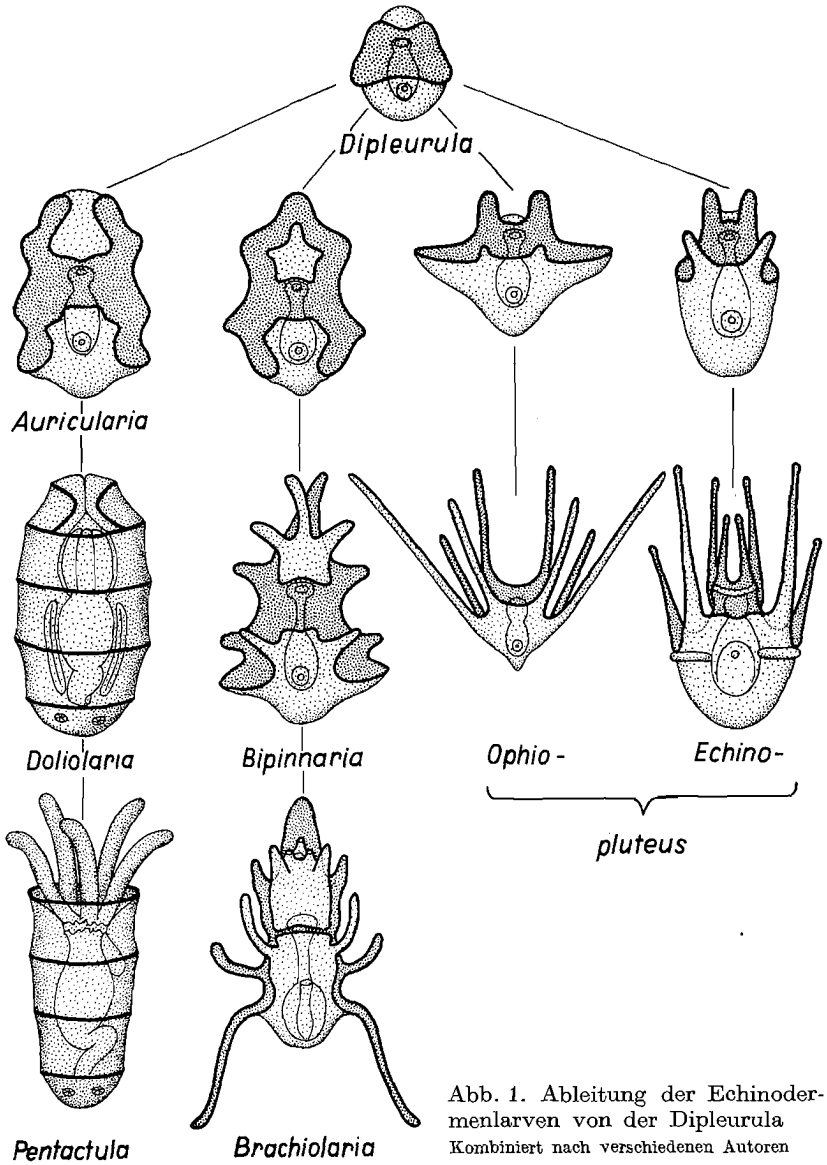 Dipleurula
Auricularia
Doliolaria
Bipinnaria
Ophio -
Echino -
pluteus
Pentactula
Brachiolaria
Abb. 1. Ableitung der Echinoder-
menlarven von der Dipleurula
Kombiniert nach verschiedenen Autoren